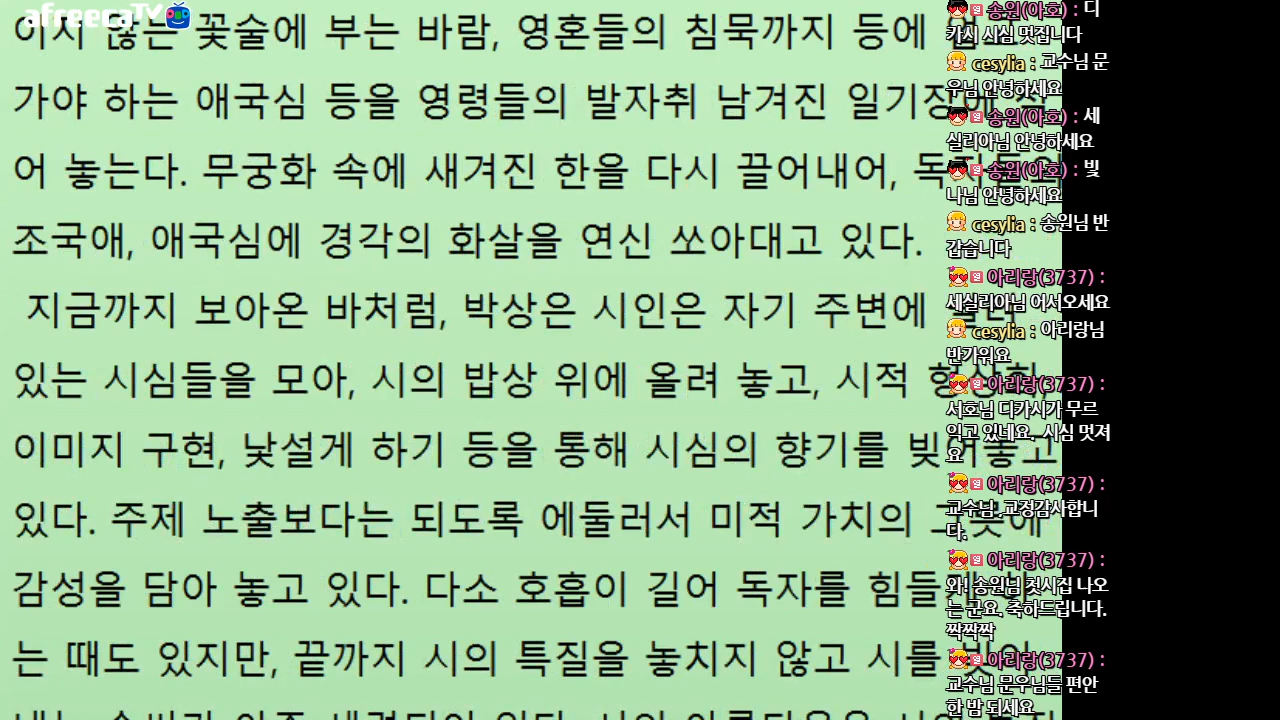 afreecaTV
이지 않는 꽃술에 부는 바람, 영혼들의 침묵까지 등에
가야 하는 애국심 등을 영령들의 발자취 남겨진 일기장에
어 놓는다. 무궁화 속에 새겨진 한을 다시 끌어내어, 독자들의
조국애, 애국심에 경각의 화살을 연신 쏘아대고 있다.
지금까지 보아온 바처럼, 박상은 시인은 자기 주변에
있는 시심들을 모아, 시의 밥상 위에 올려 놓고, 시적 형상화,
이미지 구현, 낯설게 하기 등을 통해 시심의 향기를 빚어놓고
있다. 주제 노출보다는 되도록 에둘러서 미적 가치의 그릇에
감성을 담아 놓고 있다. 다소 호흡이 길어 독자를 힘들게
는 때도 있지만, 끝까지 시의 특질을 놓치지 않고 시를
송원(아호) : 디
카시 시심 멋집니다
cesylia : 교수님 문
우님 안녕하세요
송원(아호) : 세
실리아님 안녕하세요
송원(아호) : 빛
나님 안녕하세요
cesylia : 송원님 반
갑습니다
아리랑(3737) :
세실리아님 어서오세요
cesylia : 아리랑님
반가워요
아리랑(3737) :
서호님 디카시가 무르
익고 있네요. 시심 멋져
요
아리랑(3737) :
교수님, 교정감사합니
다.
아리랑(3737) :
와! 송원님 첫시집 나오
는 군요. 축하드립니다.
짝짝짝
아리랑(3737) :
교수님 문우님들 편안
한 밤 되세요